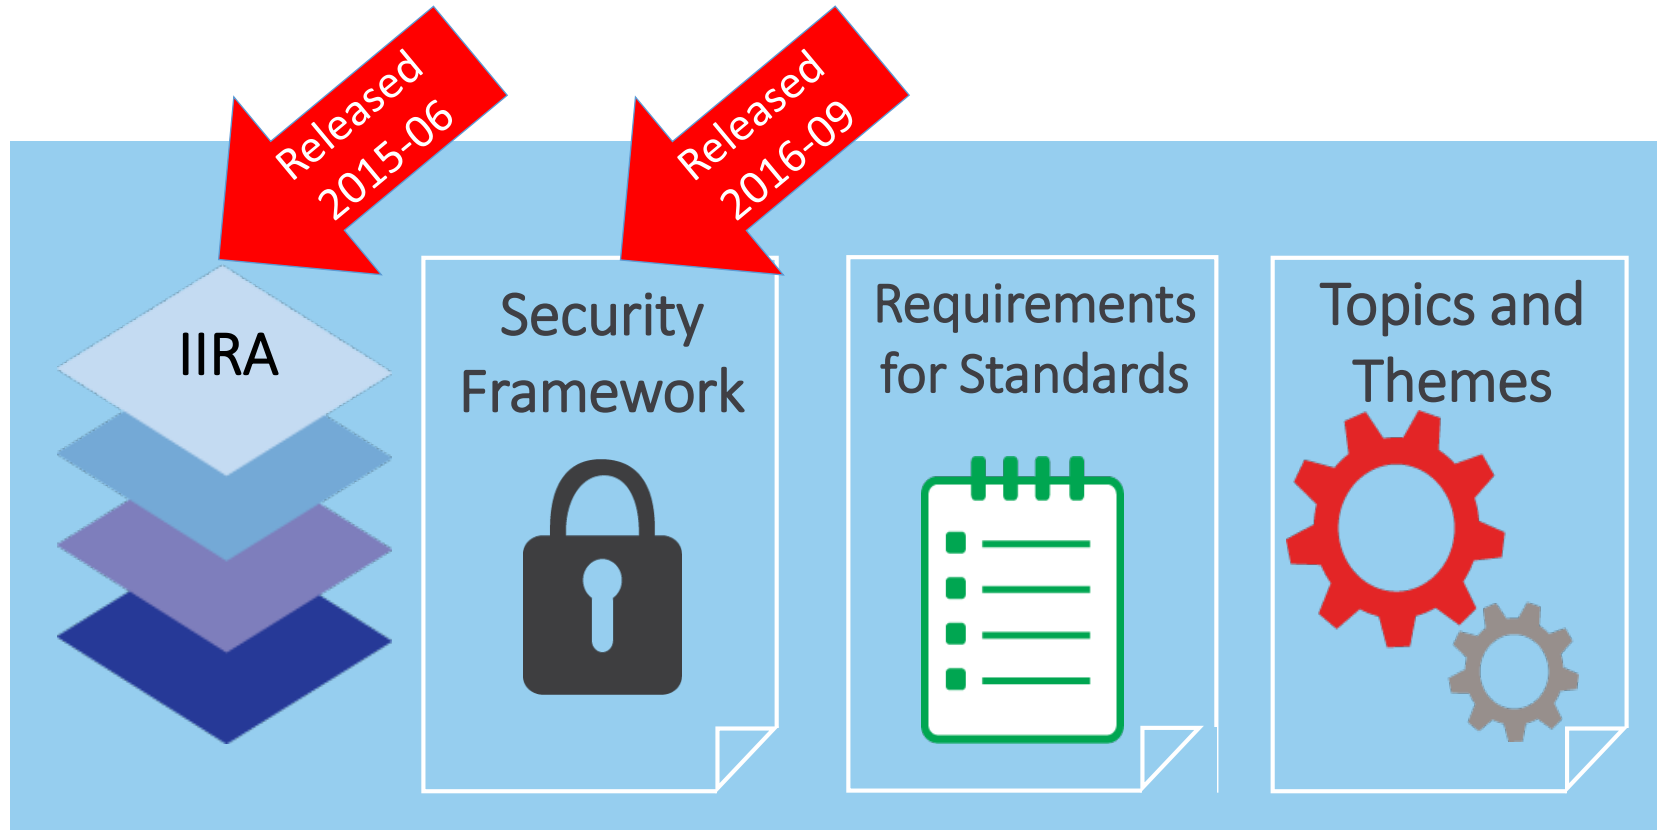 Released
2015-06
Released
2016-09
IIRA
Security
Framework
Requirements
for Standards
Topics and
Themes